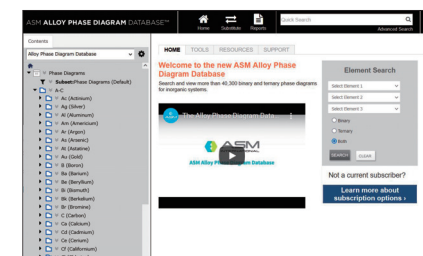 ASM ALLOY PHASE DIAGRAM DATABASE™
Home
Substitute
Reports
Quick Search
Advanced Search
Contents
Alloy Phase Diagram Database
Phase Diagrams
Subset:Phase Diagrams (Default)
A-C
Ac (Actinium)
Ag (Silver)
Al (Aluminum)
Am (Americium)
Ar (Argon)
As (Arsenic)
At (Astatine)
Au (Gold)
B (Boron)
Ba (Barium)
Be (Beryllium)
Bi (Bismuth)
Bk (Berkelium)
Br (Bromine)
C (Carbon)
Ca (Calcium)
Cd (Cadmium)
Ce (Cerium)
Cf (Californium)
HOME
TOOLS
RESOURCES
SUPPORT
Welcome to the new ASM Alloy Phase
Diagram Database
Search and view more than 40,300 binary and ternary phase diagrams
for inorganic systems.
The Alloy Phase Diagram Data...
ASM
ASM Alloy Phase Diagram Database
Element Search
Select Element 1
Select Element 2
Select Element 3
Binary
Ternary
Both
SEARCH
CLEAR
Not a current subscriber?
Learn more about
subscription options ›